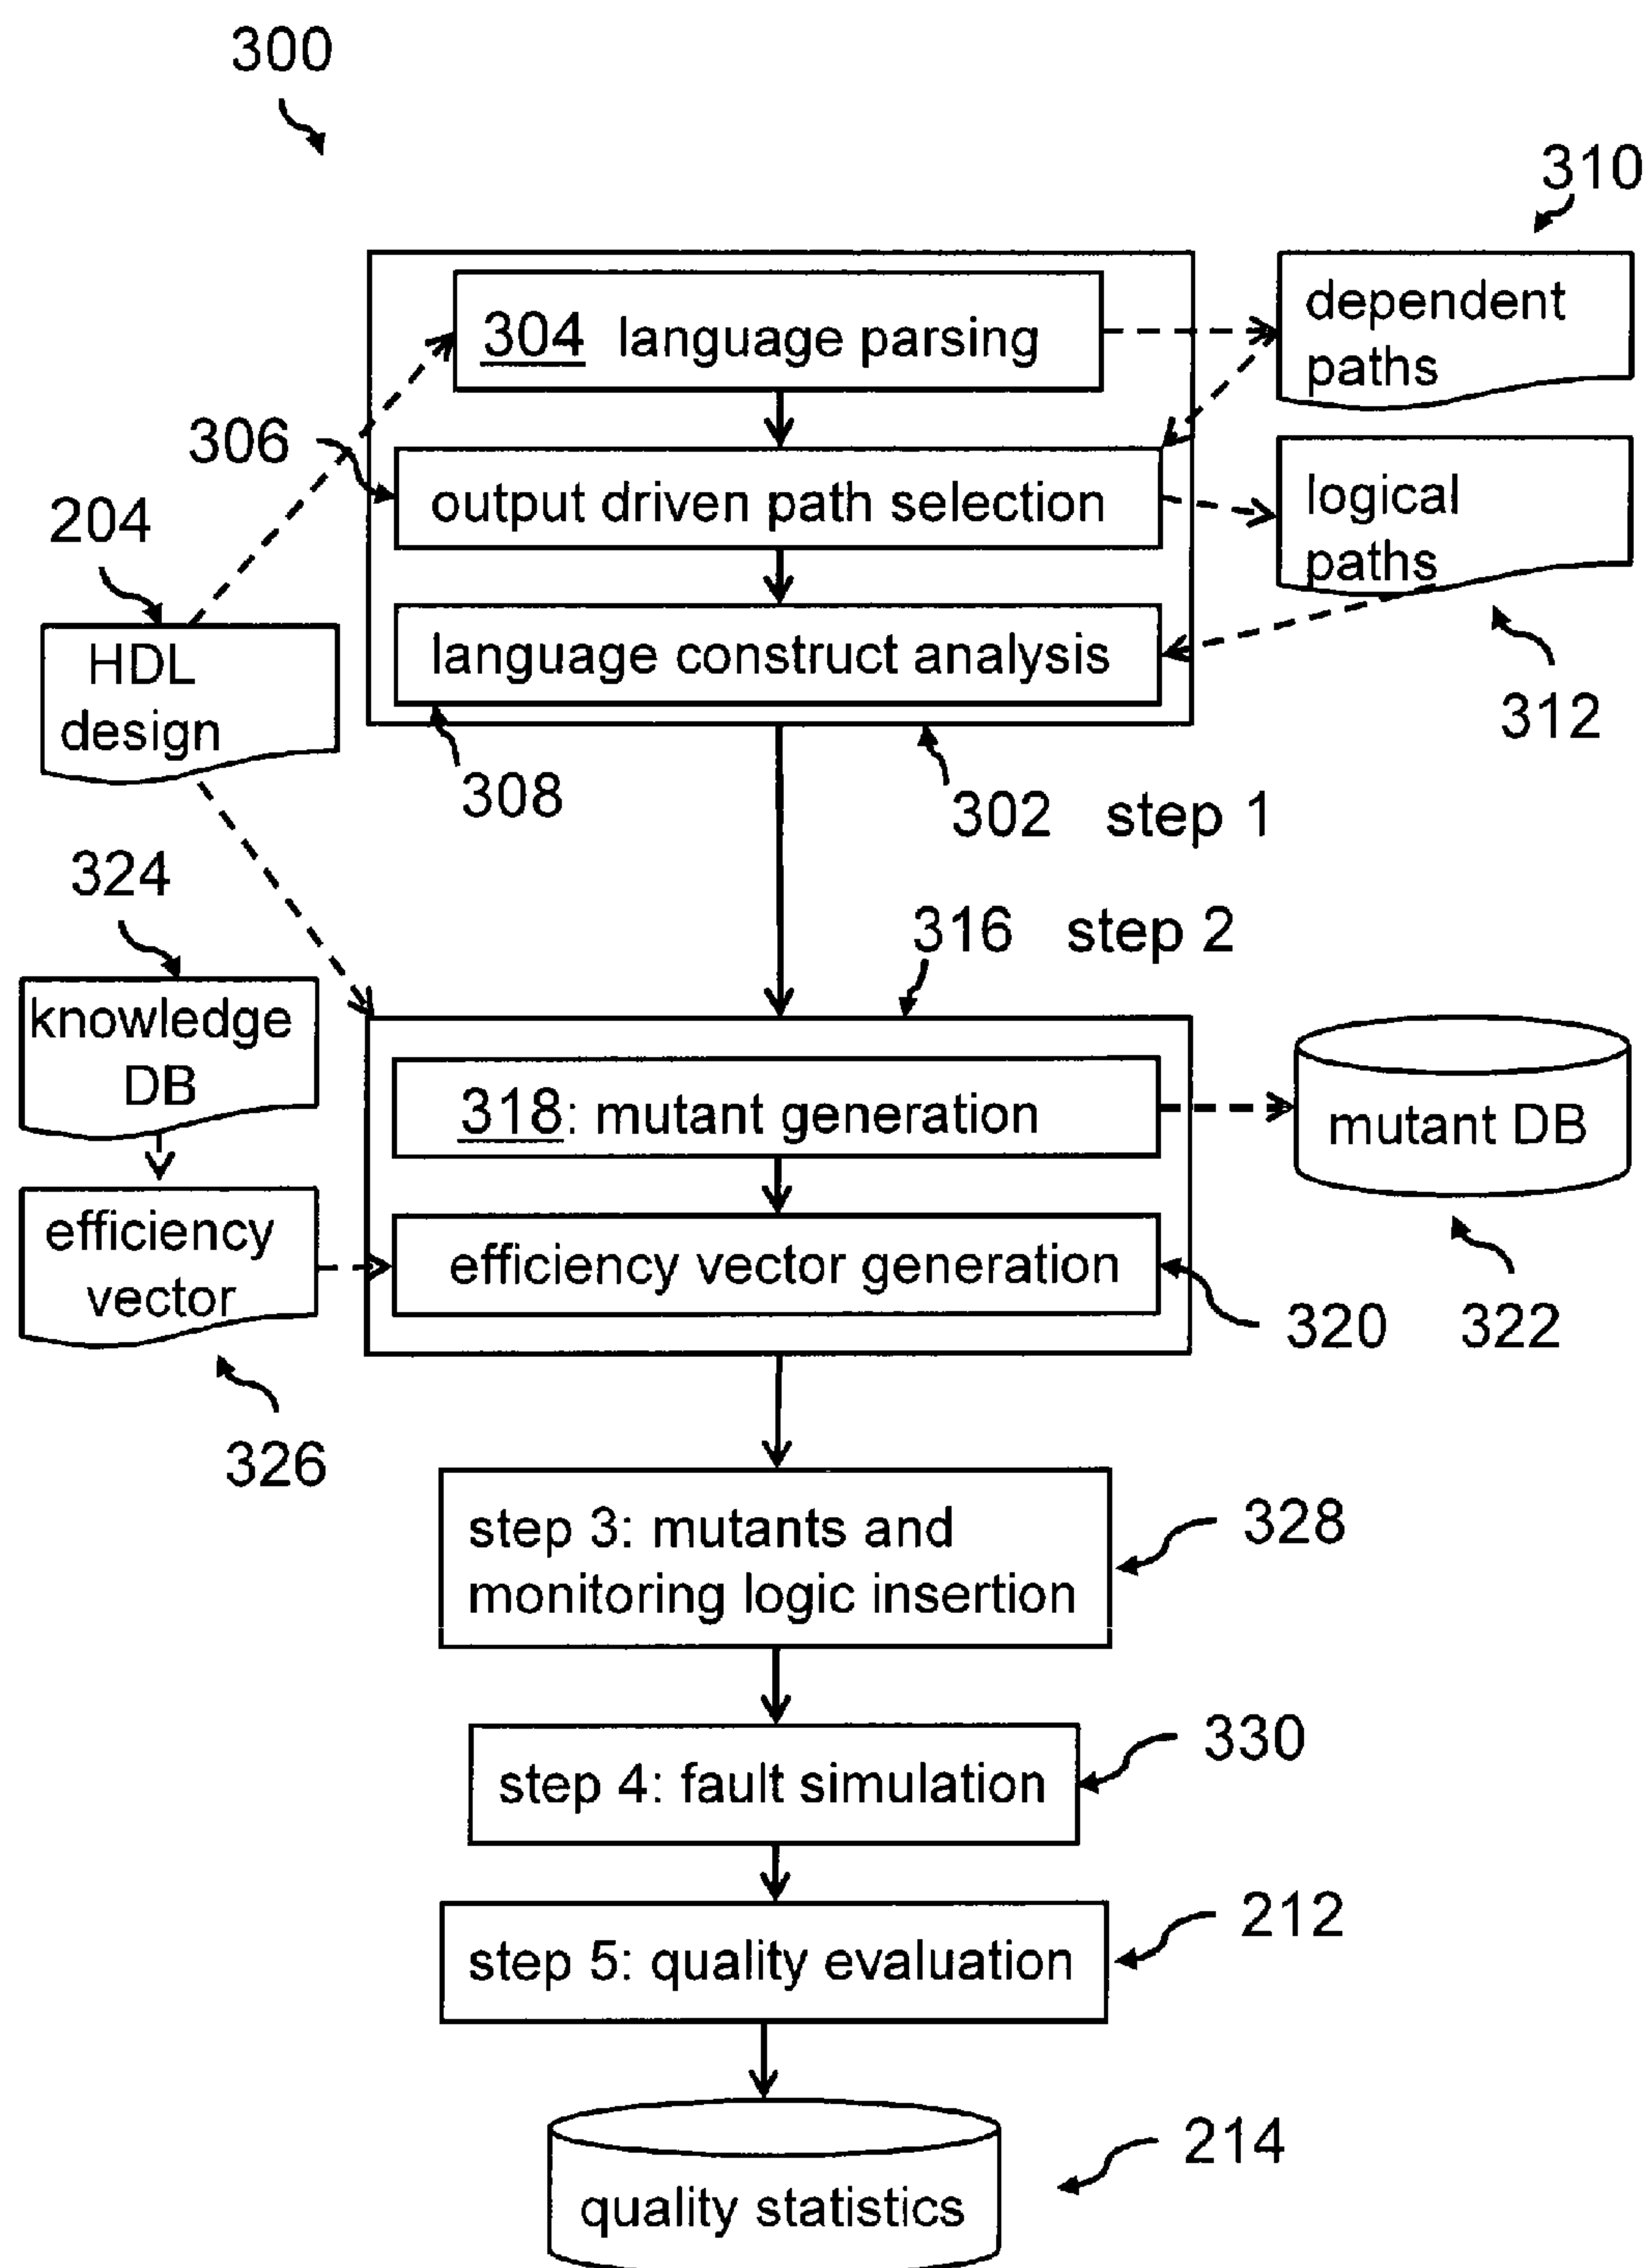 300
310
304 language parsing
dependent
paths
306
output driven path selection
logical
paths
204
HDL
design
language construct analysis
312
308
302 step 1
324
316 step 2
knowledge
DB
318: mutant generation
mutant DB
efficiency
vector
efficiency vector generation
320
322
326
step 3: mutants and
monitoring logic insertion
328
330
step 4: fault simulation
212
step 5: quality evaluation
214
quality statistics